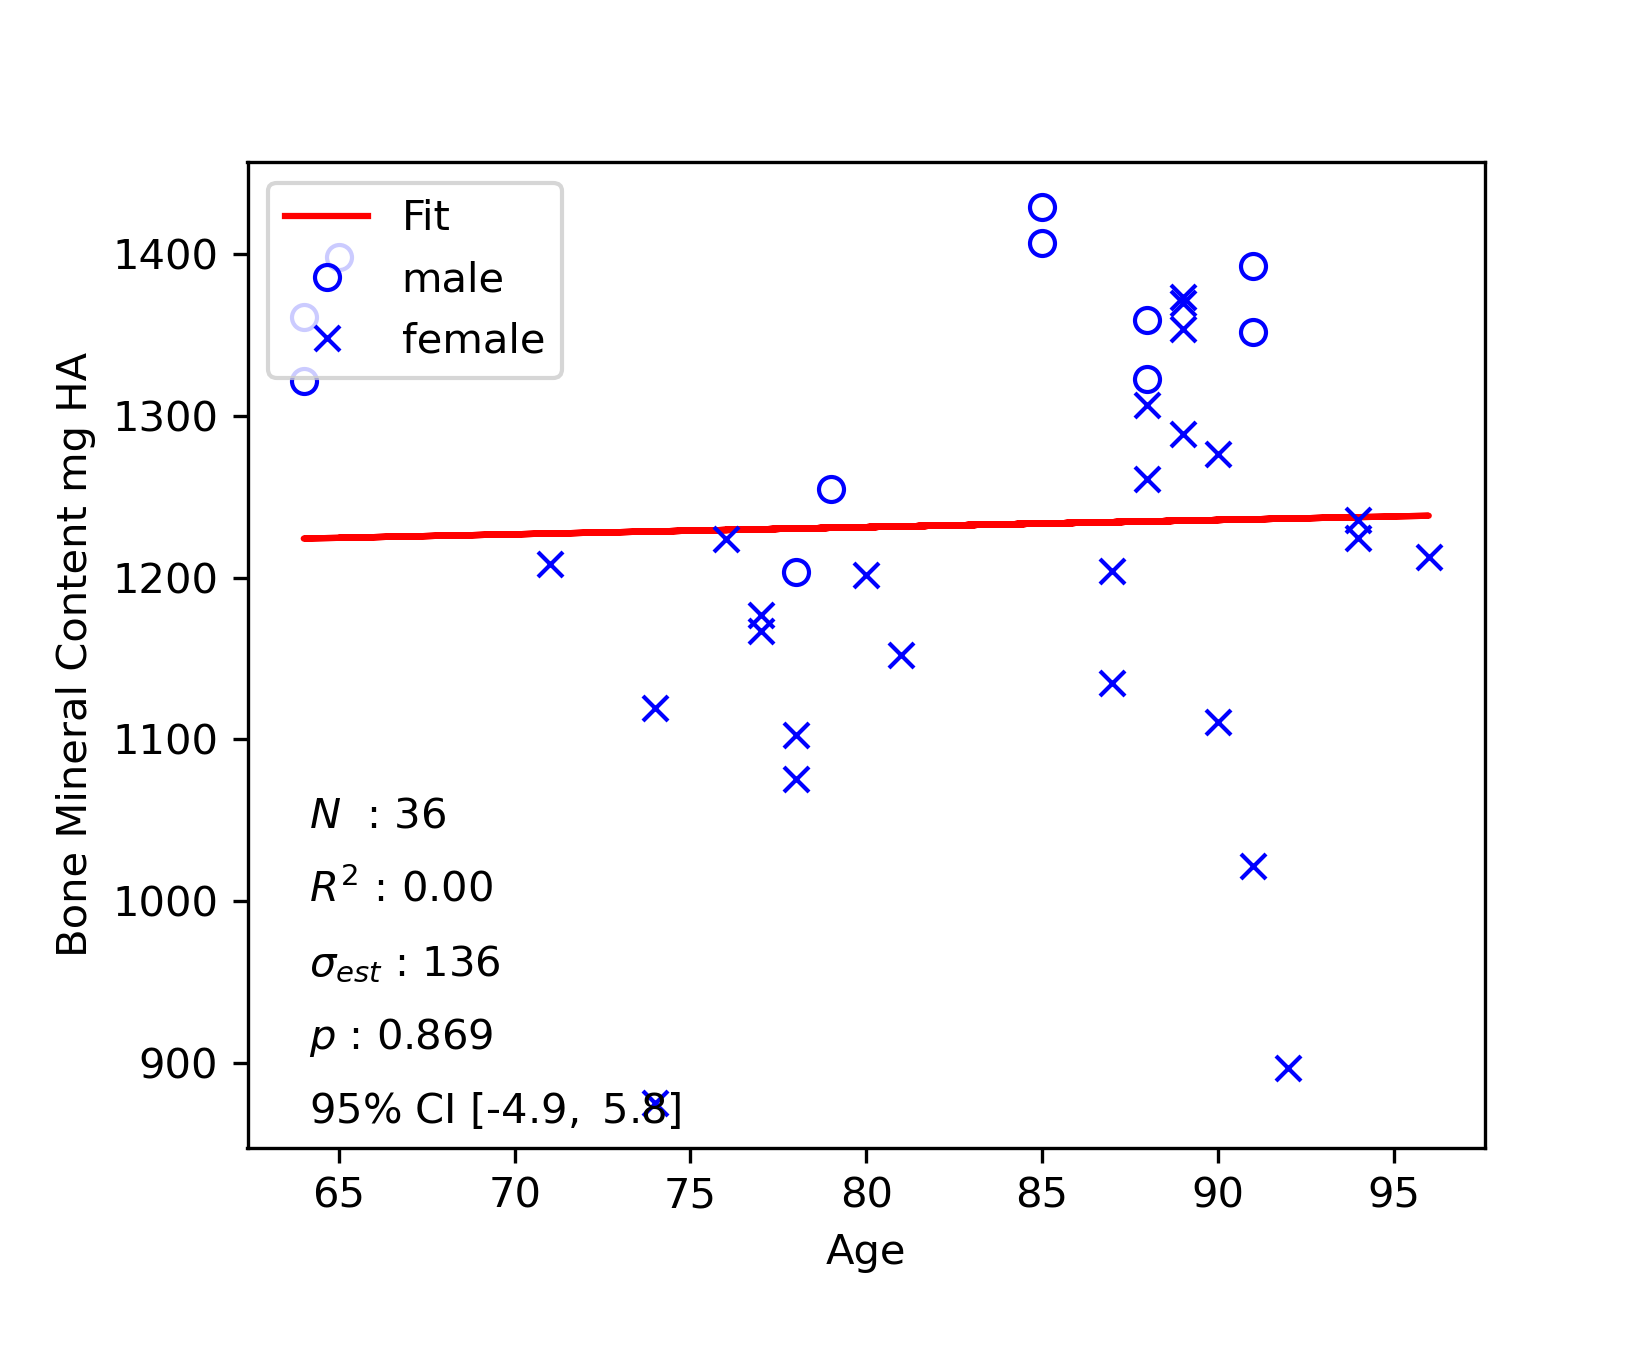 Fit
male
female
1400
1300
1200
1100
1000
900
Bone Mineral Content mg HA
N : 36
R² : 0.00
σest : 136
p : 0.869
95% CI [-4.9, 5.8]
65 70 75 80 85 90 95
Age